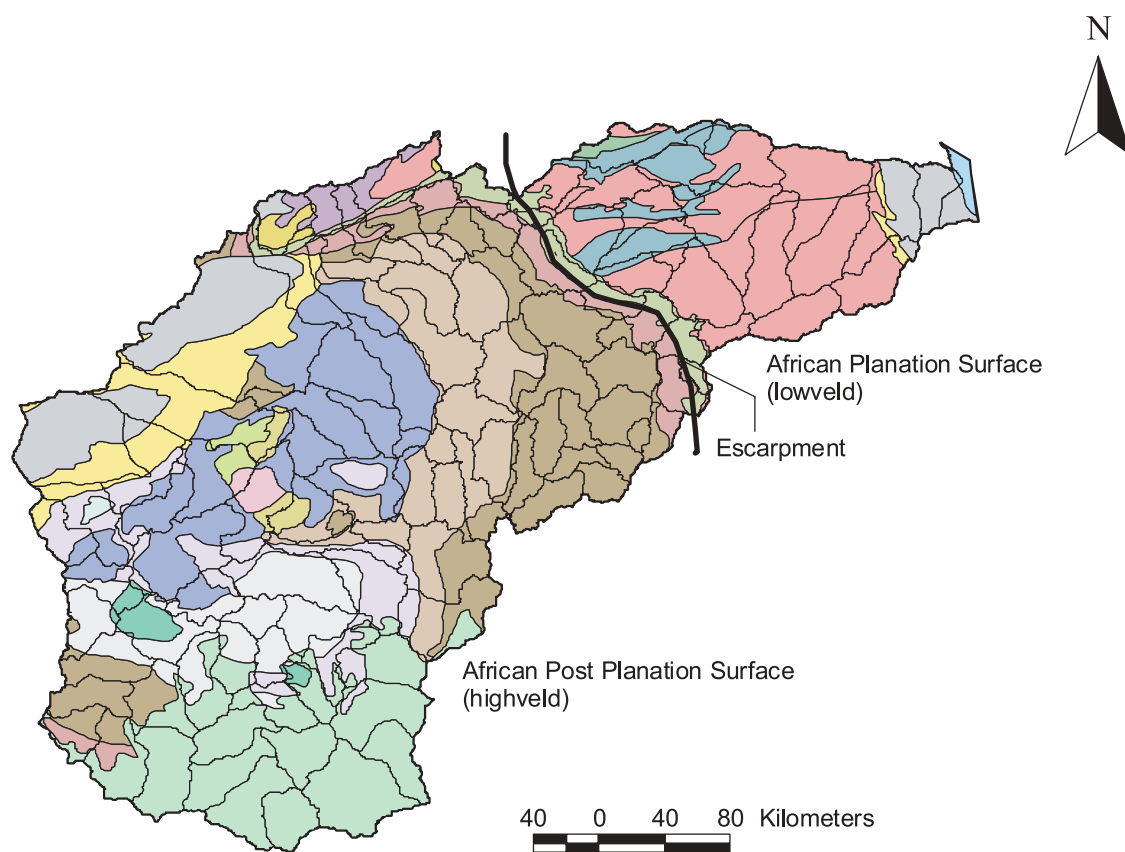 N
African Planation Surface
(lowveld)
Escarpment
African Post Planation Surface
(highveld)
40 0 40 80 Kilometers